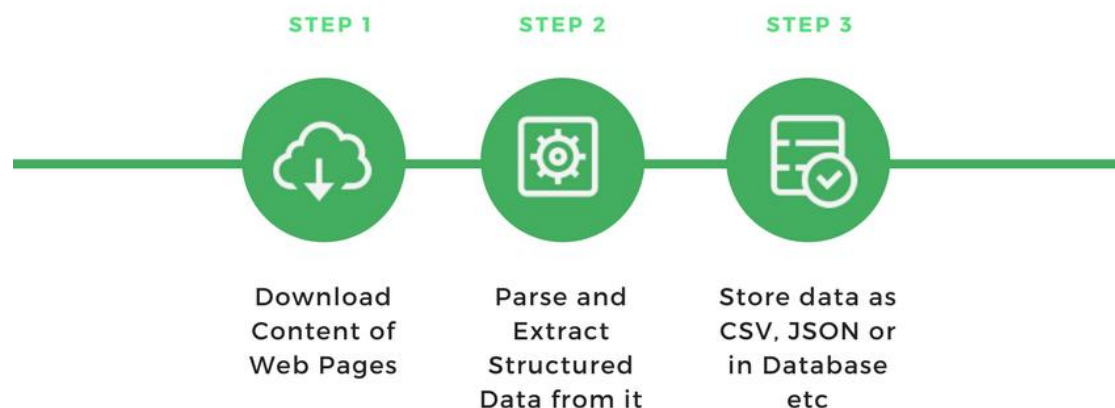 STEP 1
Download
Content of
Web Pages
STEP 2
Parse and
Extract
Structured
Data from it
STEP 3
Store data as
CSV, JSON or
in Database
etc